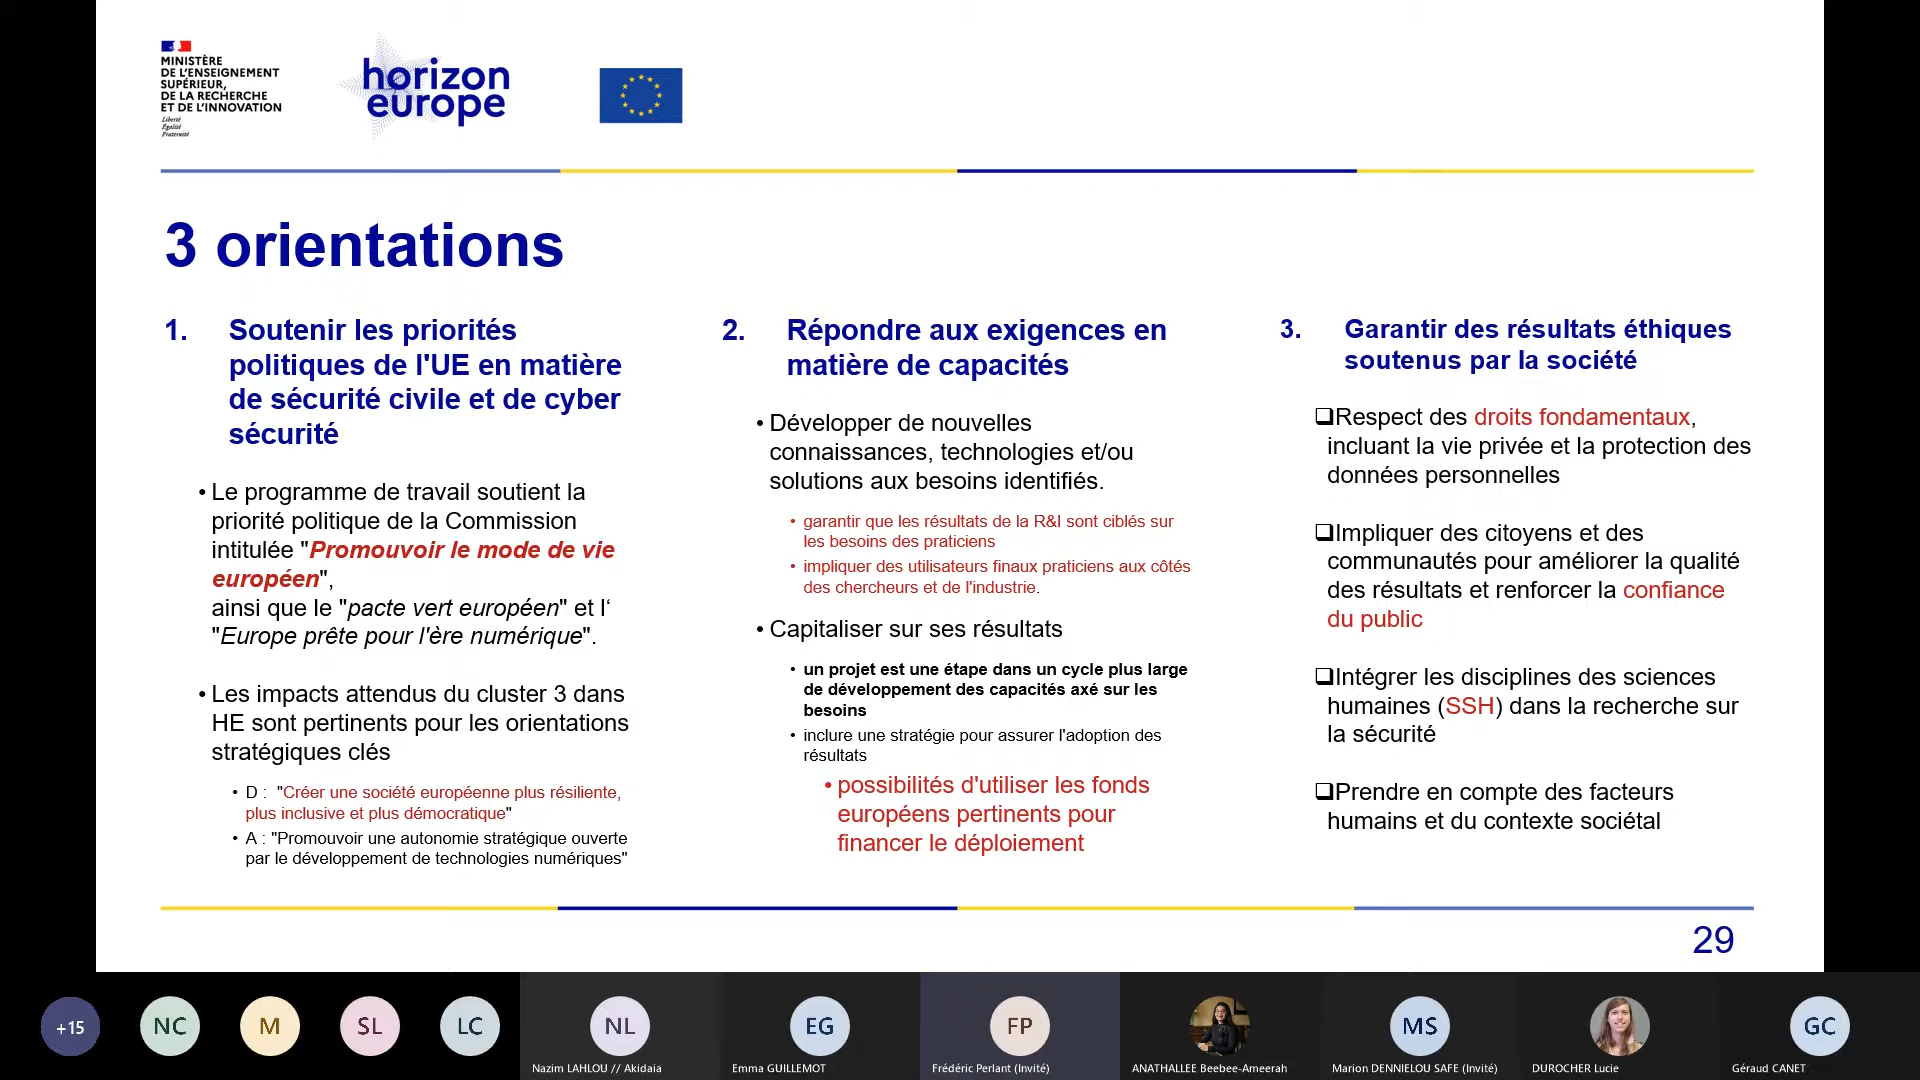 MINISTÈRE
DE L'ENSEIGNEMENT
SUPÉRIEUR,
DE LA RECHERCHE
ET DE L'INNOVATION
Liberté
Égalité
Fraternité
horizon
europe
3 orientations
1. Soutenir les priorités
politiques de l'UE en matière
de sécurité civile et de cyber
sécurité
• Le programme de travail soutient la
priorité politique de la Commission
intitulée "Promouvoir le mode de vie
européen",
ainsi que le "pacte vert européen" et l‘
"Europe prête pour l'ère numérique".
• Les impacts attendus du cluster 3 dans
HE sont pertinents pour les orientations
stratégiques clés
• D : "Créer une société européenne plus résiliente,
plus inclusive et plus démocratique"
• A : "Promouvoir une autonomie stratégique ouverte
par le développement de technologies numériques"
2. Répondre aux exigences en
matière de capacités
• Développer de nouvelles
connaissances, technologies et/ou
solutions aux besoins identifiés.
• garantir que les résultats de la R&I sont ciblés sur
les besoins des praticiens
• impliquer des utilisateurs finaux praticiens aux côtés
des chercheurs et de l'industrie.
• Capitaliser sur ses résultats
• un projet est une étape dans un cycle plus large
de développement des capacités axé sur les
besoins
• inclure une stratégie pour assurer l'adoption des
résultats
• possibilités d'utiliser les fonds
européens pertinents pour
financer le déploiement
3. Garantir des résultats éthiques
soutenus par la société
❑Respect des droits fondamentaux,
incluant la vie privée et la protection des
données personnelles
❑Impliquer des citoyens et des
communautés pour améliorer la qualité
des résultats et renforcer la confiance
du public
❑Intégrer les disciplines des sciences
humaines (SSH) dans la recherche sur
la sécurité
❑Prendre en compte des facteurs
humains et du contexte sociétal
29
+15
NC
M
SL
LC
NL
EG
FP
MS
GC
Nazim LAHLOU // Akidaia
Emma GUILLEMOT
Frédéric Perlant (Invité)
ANATHALLEE Beebee-Ameerah
Marion DENNIELOU SAFE (Invité)
DUROCHER Lucie
Géraud CANET